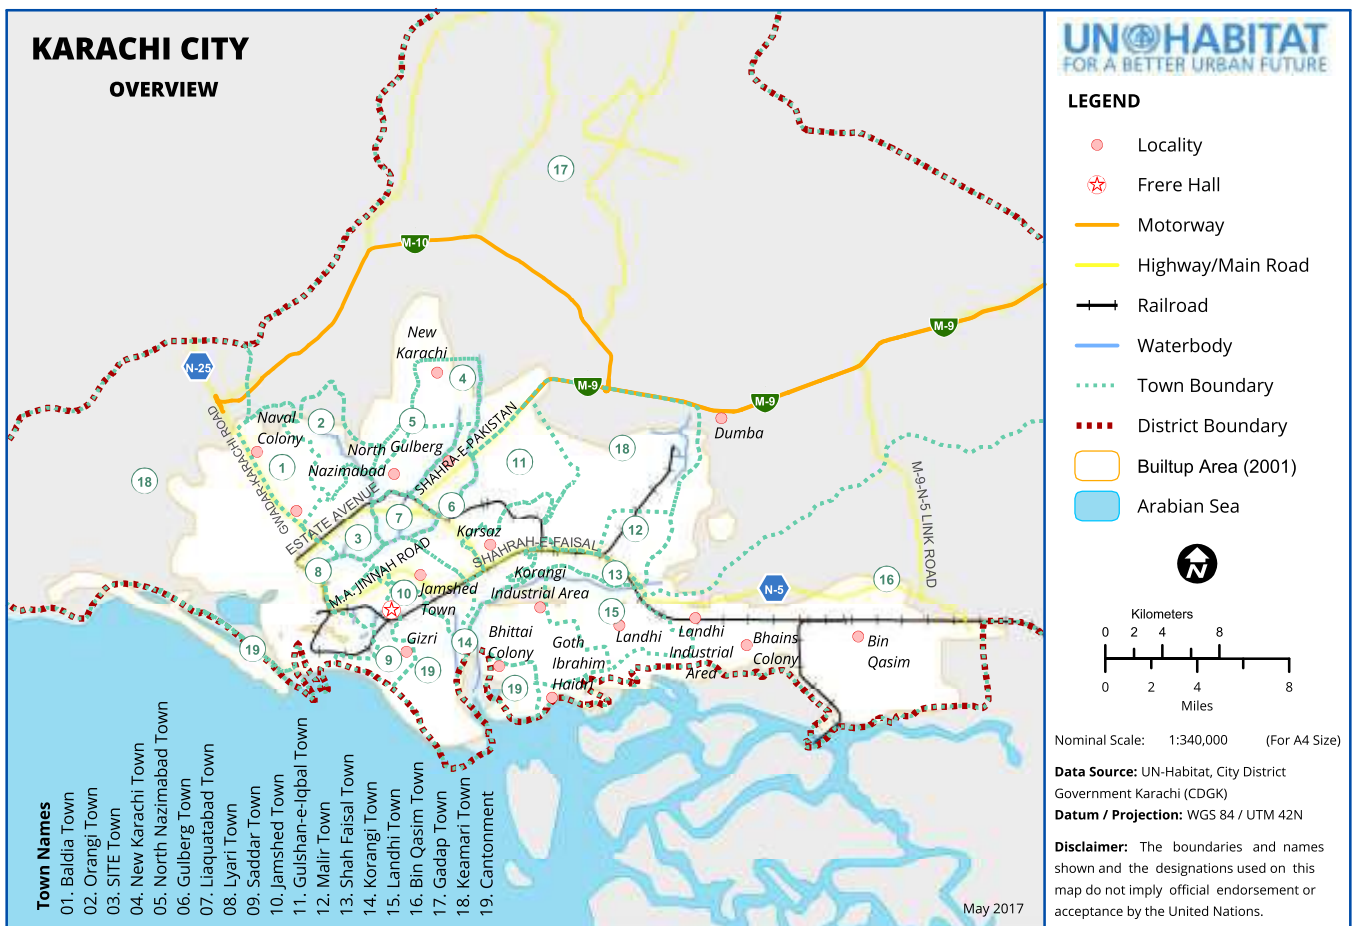 KARACHI CITY
OVERVIEW
17
M-10
M-9
New
Karachi
N-25
4
M-9
M-9
GWADAR-KARACHI ROAD
Naval
Colony
2
5
North
Gulberg
Nazimabad
SHAHRA-E-PAKISTAN
Dumba
1
11
18
18
ESTATE AVENUE
7
6
3
Karsaz
12
M-9-N-5 LINK ROAD
SHAHRAH-E-FAISAL
M.A. JINNAH ROAD
8
10
Jamshed
Town
Korangi
Industrial Area
13
N-5
16
15
Landhi
Landhi
Industrial
Area
Bhains
Colony
Bin
Qasim
Gizri
14
Bhittai
Colony
Goth
Ibrahim
Haidri
9
19
19
19
Town Names
01. Baldia Town
02. Orangi Town
03. SITE Town
04. New Karachi Town
05. North Nazimabad Town
06. Gulberg Town
07. Liaquatabad Town
08. Lyari Town
09. Saddar Town
10. Jamshed Town
11. Gulshan-e-Iqbal Town
12. Malir Town
13. Shah Faisal Town
14. Korangi Town
15. Landhi Town
16. Bin Qasim Town
17. Gadap Town
18. Keamari Town
19. Cantonment
May 2017
UN HABITAT
FOR A BETTER URBAN FUTURE
LEGEND
Locality
Frere Hall
Motorway
Highway/Main Road
Railroad
Waterbody
Town Boundary
District Boundary
Builtup Area (2001)
Arabian Sea
N
Kilometers
0 2 4 8
0 2 4 8
Miles
Nominal Scale: 1:340,000 (For A4 Size)
Data Source: UN-Habitat, City District
Government Karachi (CDGK)
Datum / Projection: WGS 84 / UTM 42N
Disclaimer: The boundaries and names
shown and the designations used on this
map do not imply official endorsement or
acceptance by the United Nations.